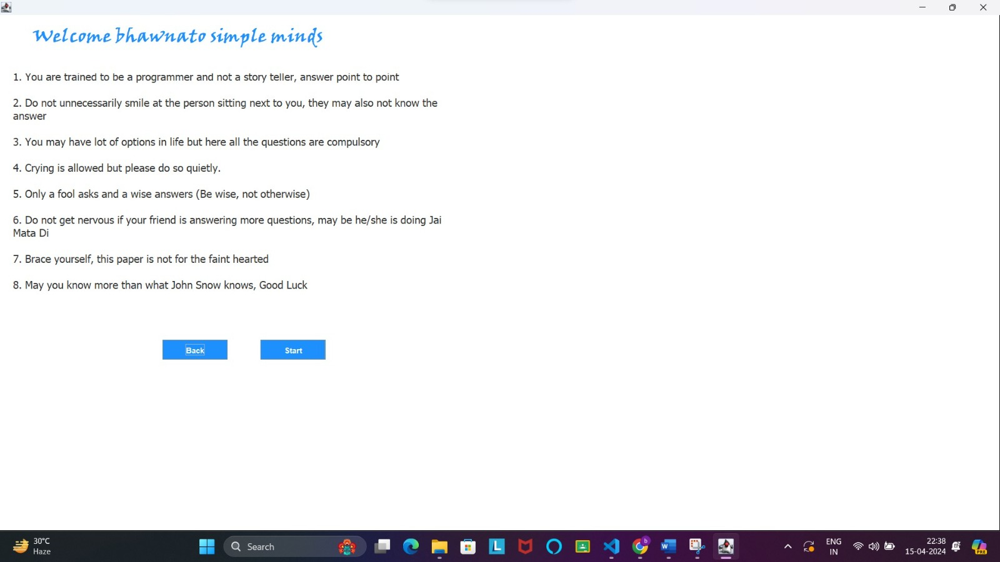 Welcome bhawnato simple minds
1. You are trained to be a programmer and not a story teller, answer point to point
2. Do not unnecessarily smile at the person sitting next to you, they may also not know the
answer
3. You may have lot of options in life but here all the questions are compulsory
4. Crying is allowed but please do so quietly.
5. Only a fool asks and a wise answers (Be wise, not otherwise)
6. Do not get nervous if your friend is answering more questions, may be he/she is doing Jai
Mata Di
7. Brace yourself, this paper is not for the faint hearted
8. May you know more than what John Snow knows, Good Luck
Back
Start
30°C
Haze
Search
L
b
W
ENG
IN
22:38
15-04-2024
PRE